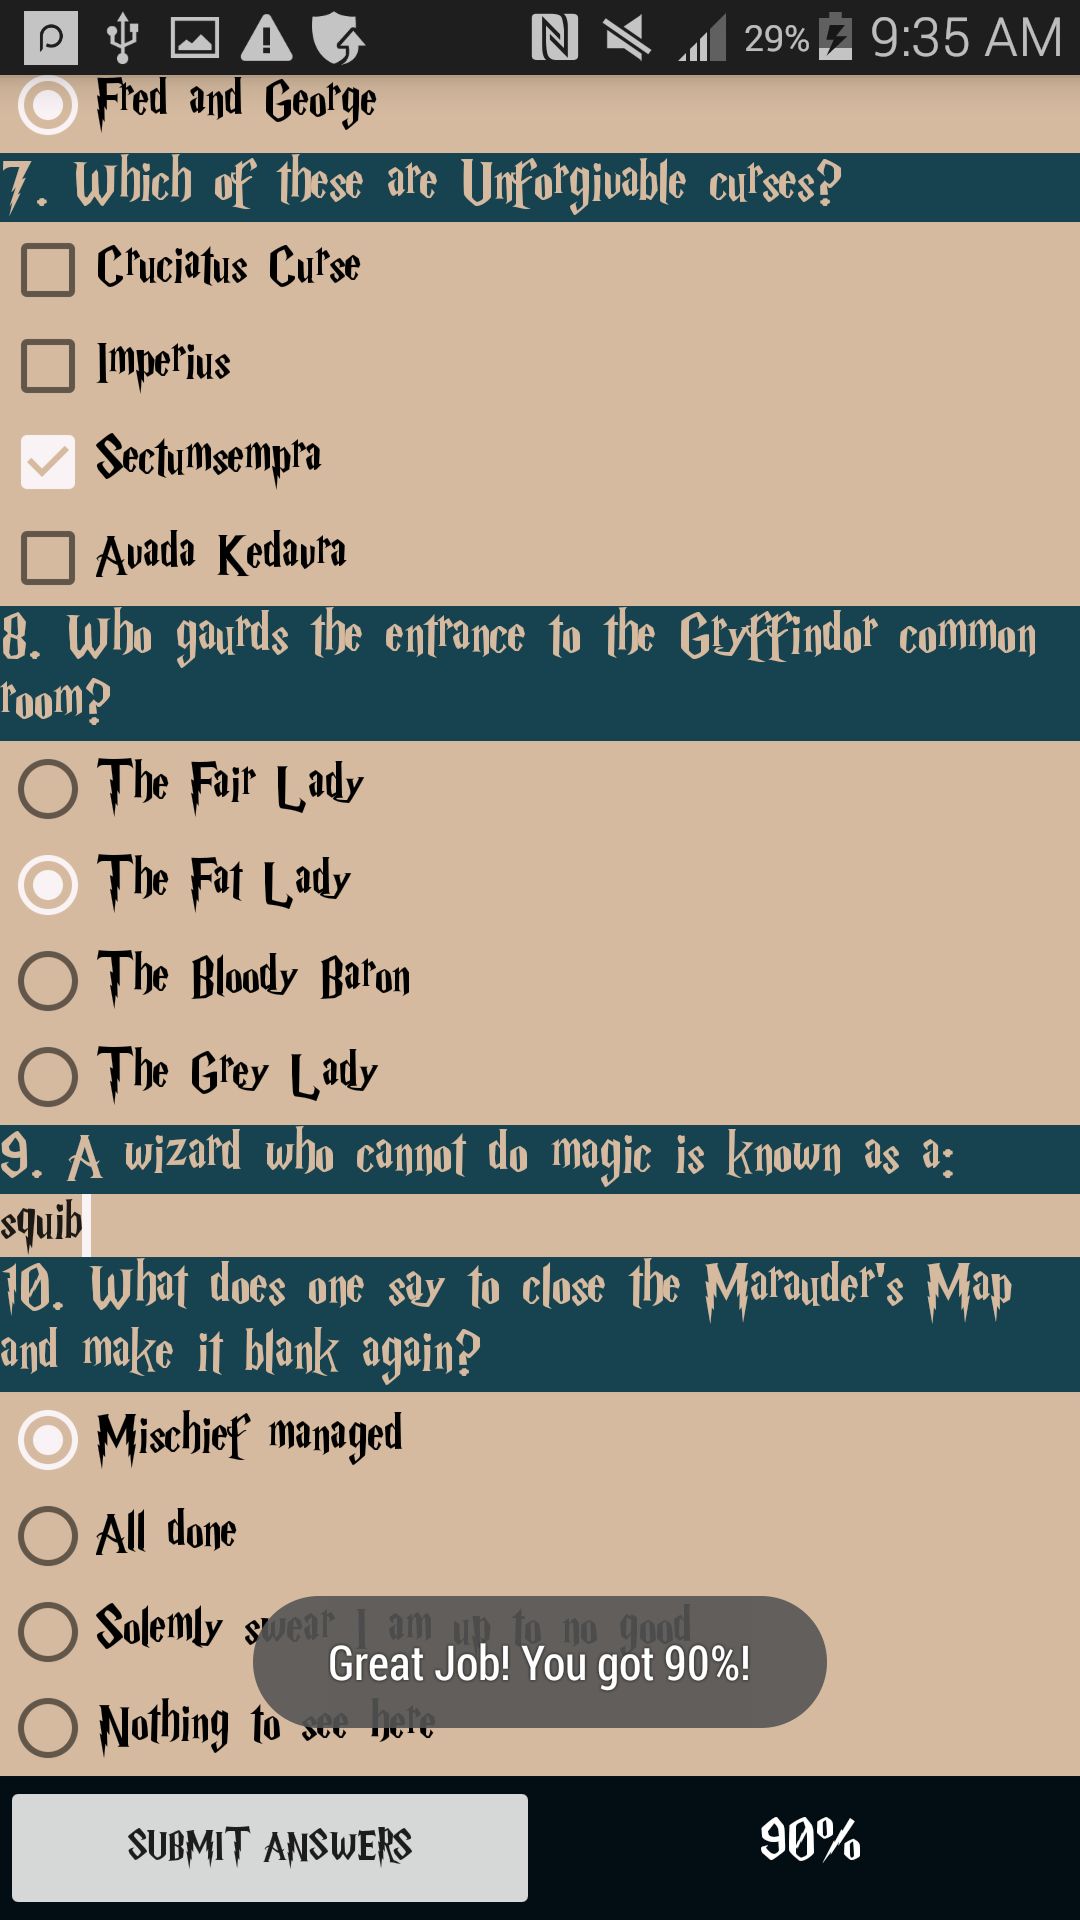 29% 9:35 AM
Fred and George
7. Which of these are Unforgivable curses?
Cruciatus Curse
Imperius
Sectumsempra
Avada Kedavra
8. Who gaurds the entrance to the Gryffindor common
room?
The Fair Lady
The Fat Lady
The Bloody Baron
The Grey Lady
9. A wizard who cannot do magic is known as a:
squib
10. What does one say to close the Marauder's Map
and make it blank again?
Mischief managed
All done
Solemly swear I am up to no good
Great Job! You got 90%!
Nothing to see here
SUBMIT ANSWERS 90%